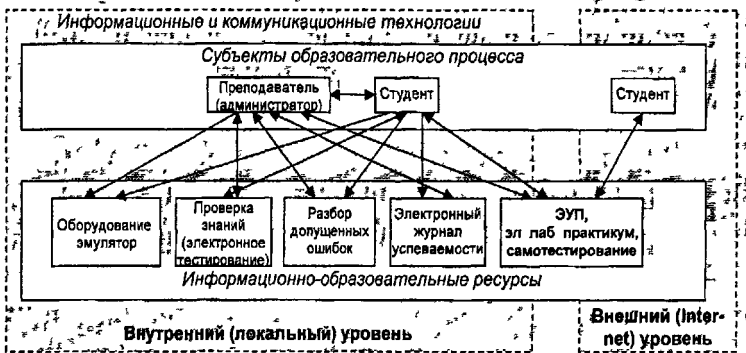 Информационные и коммуникационные технологии
Субъекты образовательного процесса
Преподаватель
(администратор)
Студент
Студент
Оборудование
эмулятор
Проверка
знаний
(электронное
тестирование)
Разбор
допущенных
ошибок
Электронный
журнал
успеваемости
ЭУП,
эл лаб практикум,
самотестирование
Информационно-образовательные ресурсы
Внутренний (локальный) уровень
Внешний (Inter-
net) уровень